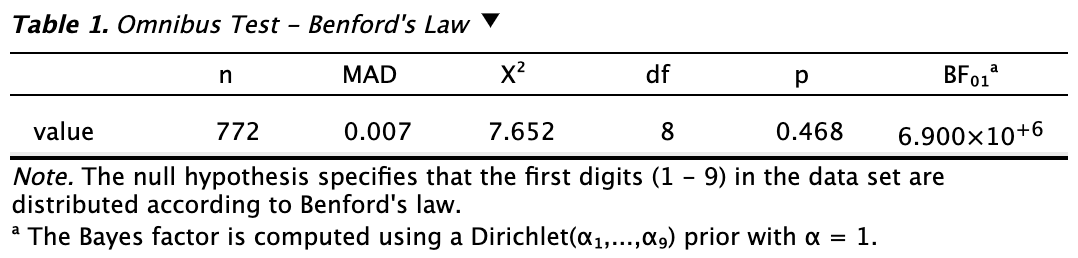 Table 1. Omnibus Test – Benford's Law ▼
n MAD X² df p BF₀₁ᵃ
value 772 0.007 7.652 8 0.468 6.900×10⁺⁶
Note. The null hypothesis specifies that the first digits (1 – 9) in the data set are
distributed according to Benford's law.
ᵃ The Bayes factor is computed using a Dirichlet(α₁,...,α₉) prior with α = 1.